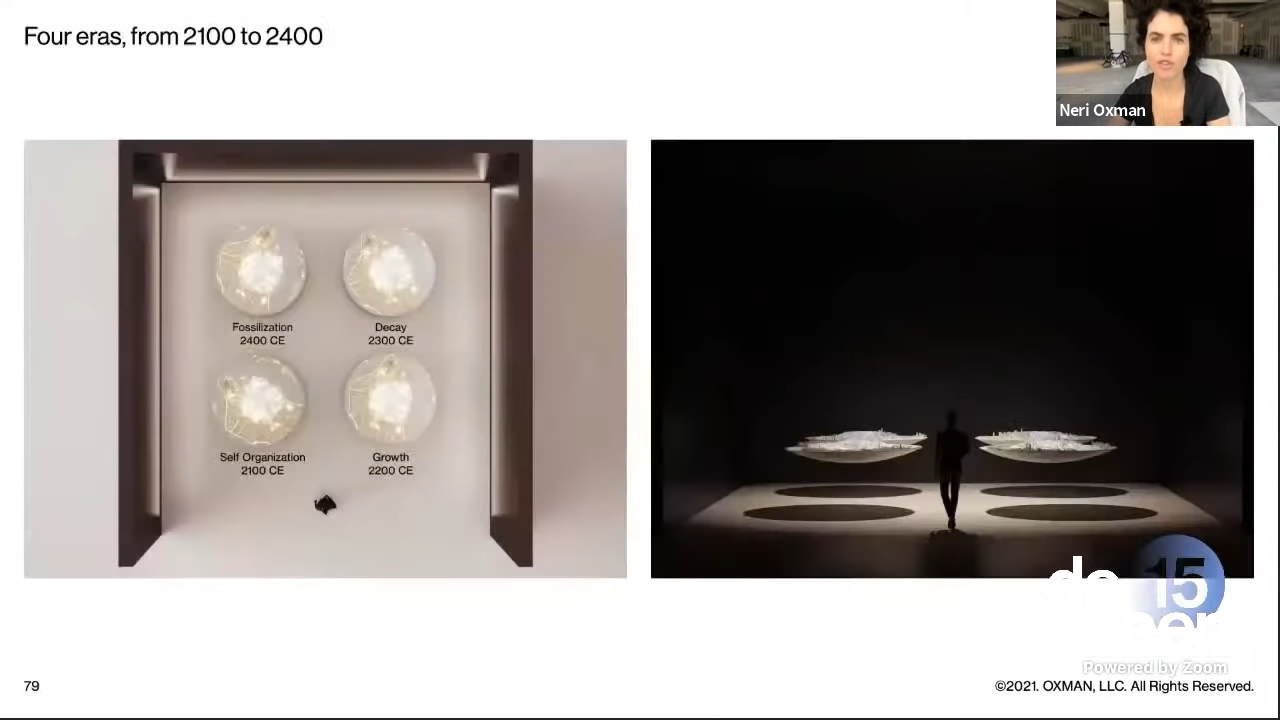 Four eras, from 2100 to 2400
Neri Oxman
Fossilization
2400 CE
Decay
2300 CE
Self Organization
2100 CE
Growth
2200 CE
15
Powered by Zoom
79
©2021. OXMAN, LLC. All Rights Reserved.